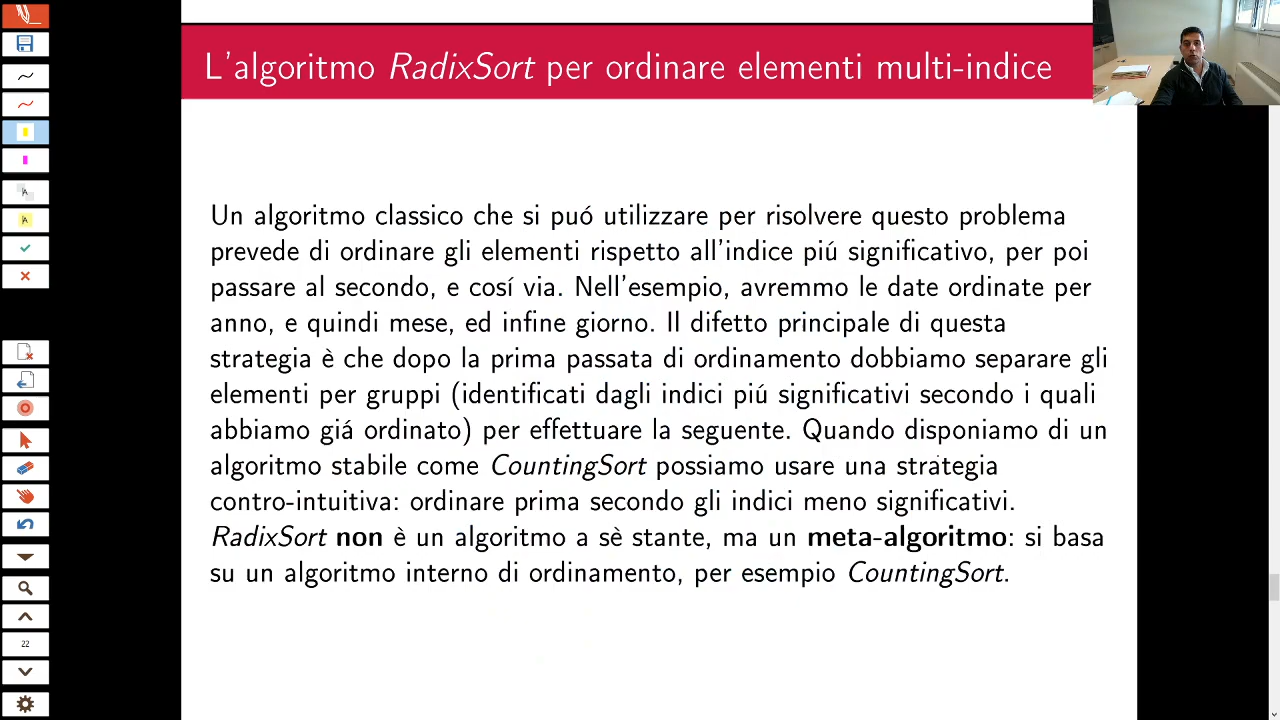 L'algoritmo RadixSort per ordinare elementi multi-indice
Un algoritmo classico che si puó utilizzare per risolvere questo problema
prevede di ordinare gli elementi rispetto all'indice piú significativo, per poi
passare al secondo, e cosí via. Nell'esempio, avremmo le date ordinate per
anno, e quindi mese, ed infine giorno. Il difetto principale di questa
strategia è che dopo la prima passata di ordinamento dobbiamo separare gli
elementi per gruppi (identificati dagli indici piú significativi secondo i quali
abbiamo giá ordinato) per effettuare la seguente. Quando disponiamo di un
algoritmo stabile come CountingSort possiamo usare una strategia
contro-intuitiva: ordinare prima secondo gli indici meno significativi.
RadixSort non è un algoritmo a sè stante, ma un meta-algoritmo: si basa
su un algoritmo interno di ordinamento, per esempio CountingSort.
A
A
22